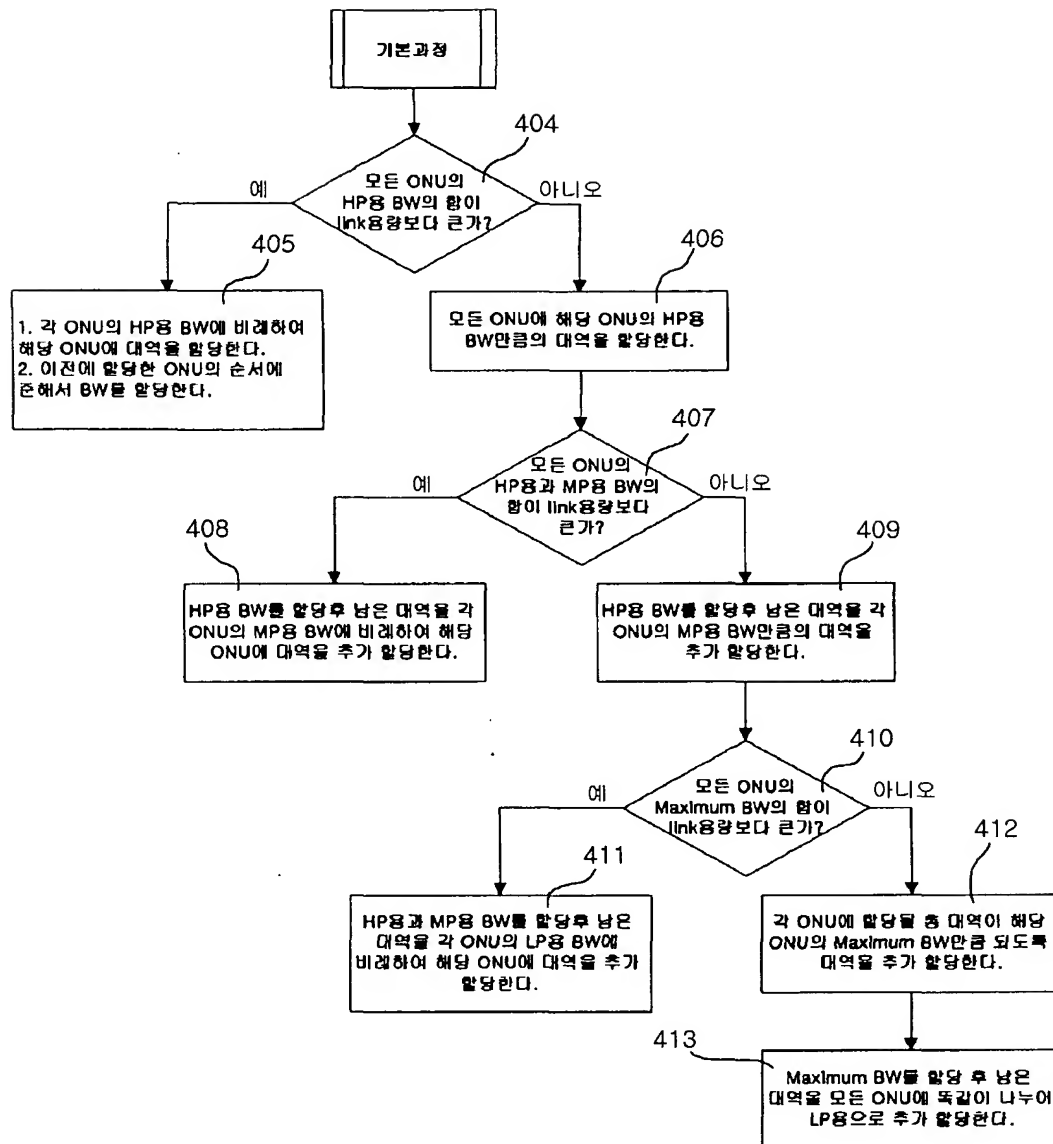 기본과정
404
모든 ONU의
HP용 BW의 합이
link용량보다 큰가?
예
아니오
405
1. 각 ONU의 HP용 BW에 비례하여
해당 ONU에 대역을 할당한다.
2. 이전에 할당한 ONU의 순서에
준해서 BW를 할당한다.
406
모든 ONU에 해당 ONU의 HP용
BW만큼의 대역을 할당한다.
407
모든 ONU의
HP용과 MP용 BW의
합이 link용량보다
큰가?
예
아니오
408
HP용 BW를 할당후 남은 대역을 각
ONU의 MP용 BW에 비례하여 해당
ONU에 대역을 추가 할당한다.
409
HP용 BW를 할당후 남은 대역을 각
ONU의 MP용 BW만큼의 대역을
추가 할당한다.
410
모든 ONU의
Maximum BW의 합이
link용량보다 큰가?
예
아니오
411
HP용과 MP용 BW를 할당후 남은
대역을 각 ONU의 LP용 BW에
비례하여 해당 ONU에 대역을 추가
할당한다.
412
각 ONU에 할당될 총 대역이 해당
ONU의 Maximum BW만큼 되도록
대역을 추가 할당한다.
413
Maximum BW를 할당 후 남은
대역을 모든 ONU에 똑같이 나누어
LP용으로 추가 할당한다.